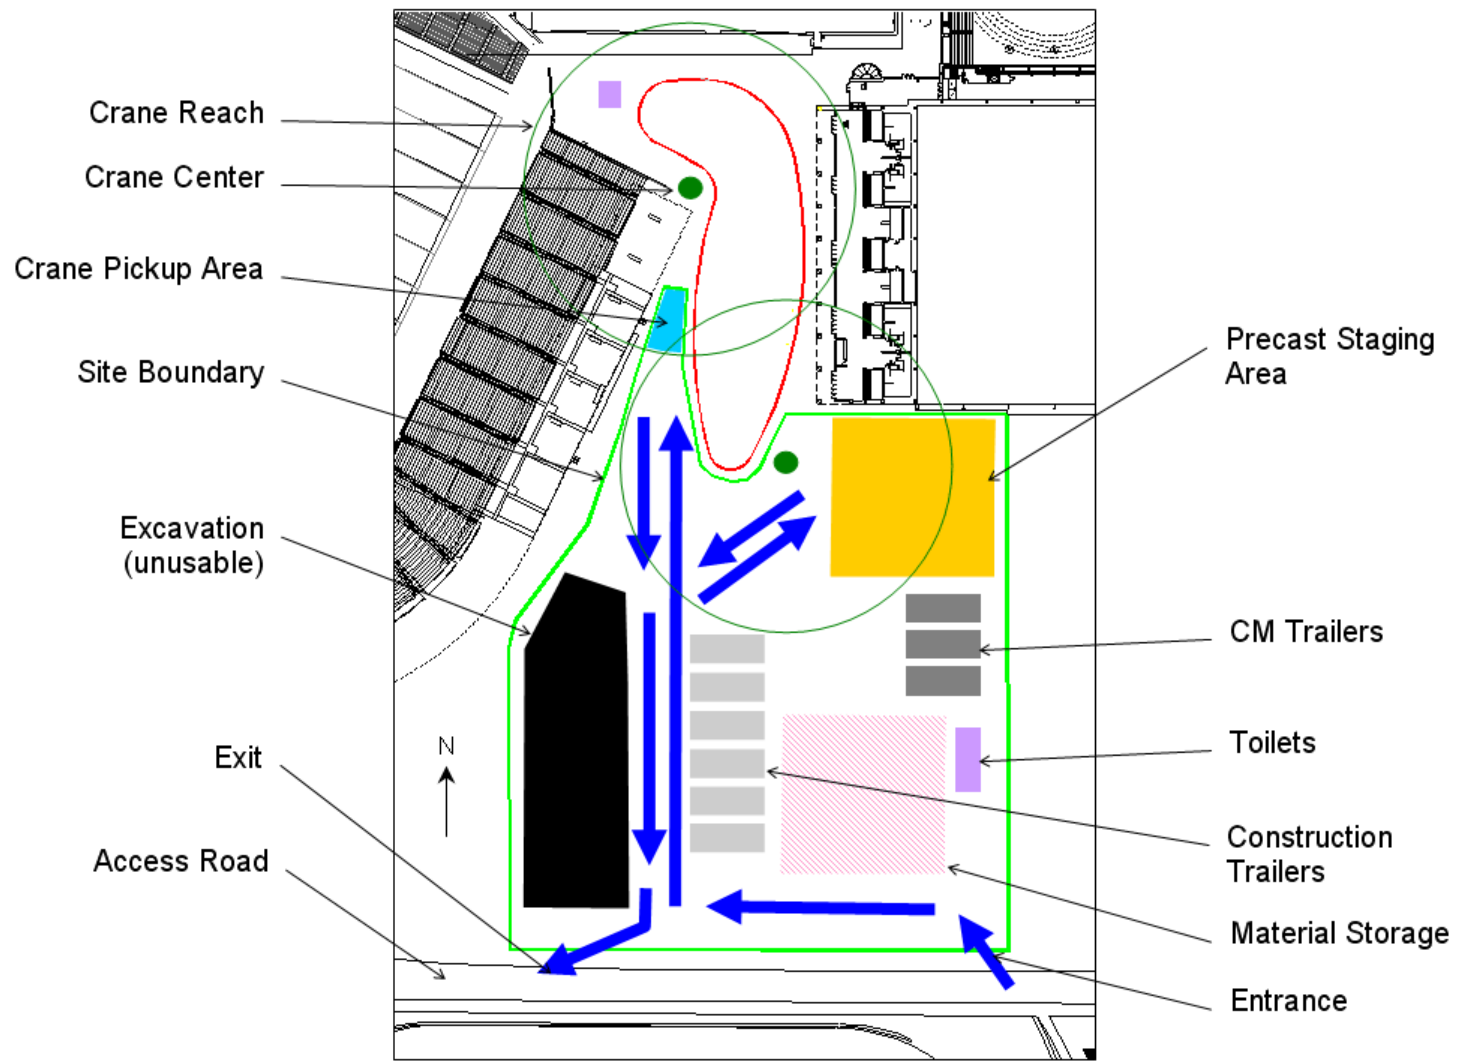 Crane Reach
Crane Center
Crane Pickup Area
Site Boundary
Excavation
(unusable)
N
Exit
Access Road
Precast Staging
Area
CM Trailers
Toilets
Construction
Trailers
Material Storage
Entrance